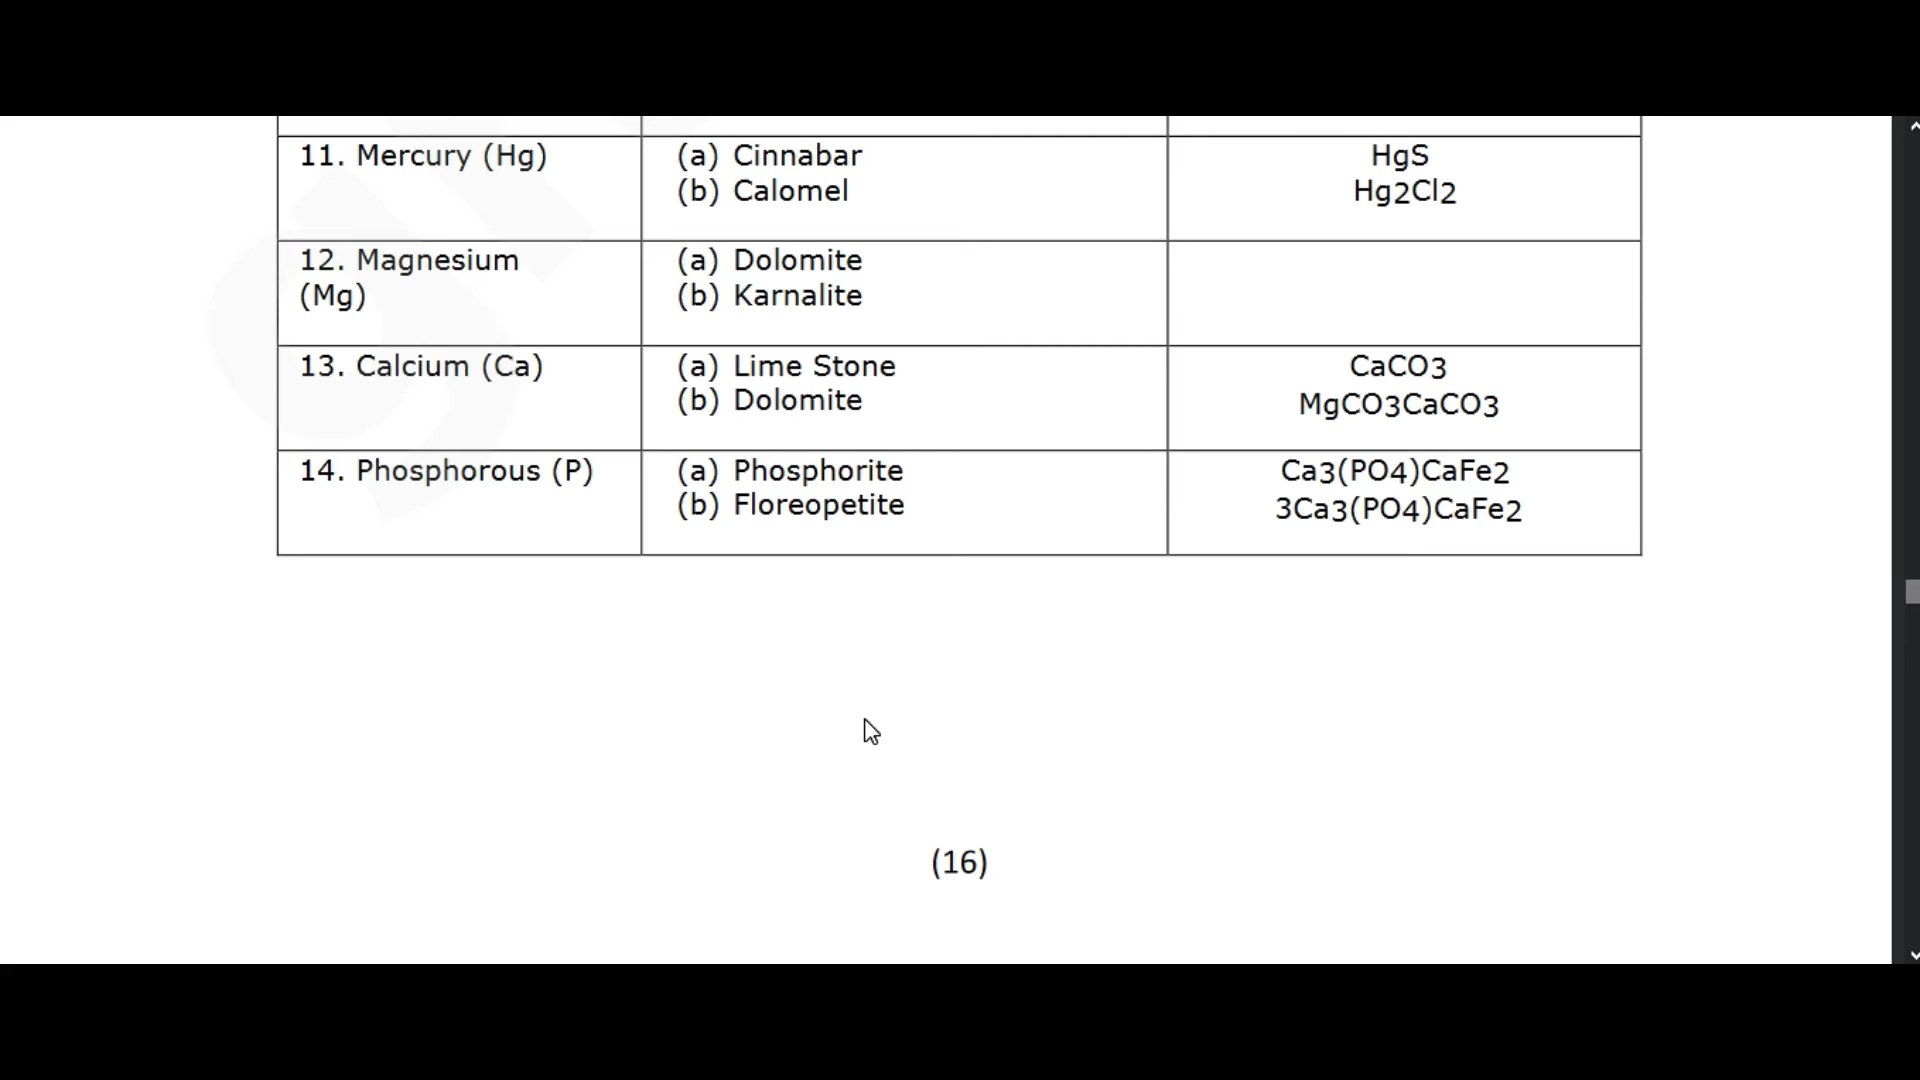 11. Mercury (Hg)
(a) Cinnabar
(b) Calomel
HgS
Hg2Cl2
12. Magnesium
(Mg)
(a) Dolomite
(b) Karnalite
13. Calcium (Ca)
(a) Lime Stone
(b) Dolomite
CaCO3
MgCO3CaCO3
14. Phosphorous (P)
(a) Phosphorite
(b) Floreopetite
Ca3(PO4)CaFe2
3Ca3(PO4)CaFe2
(16)